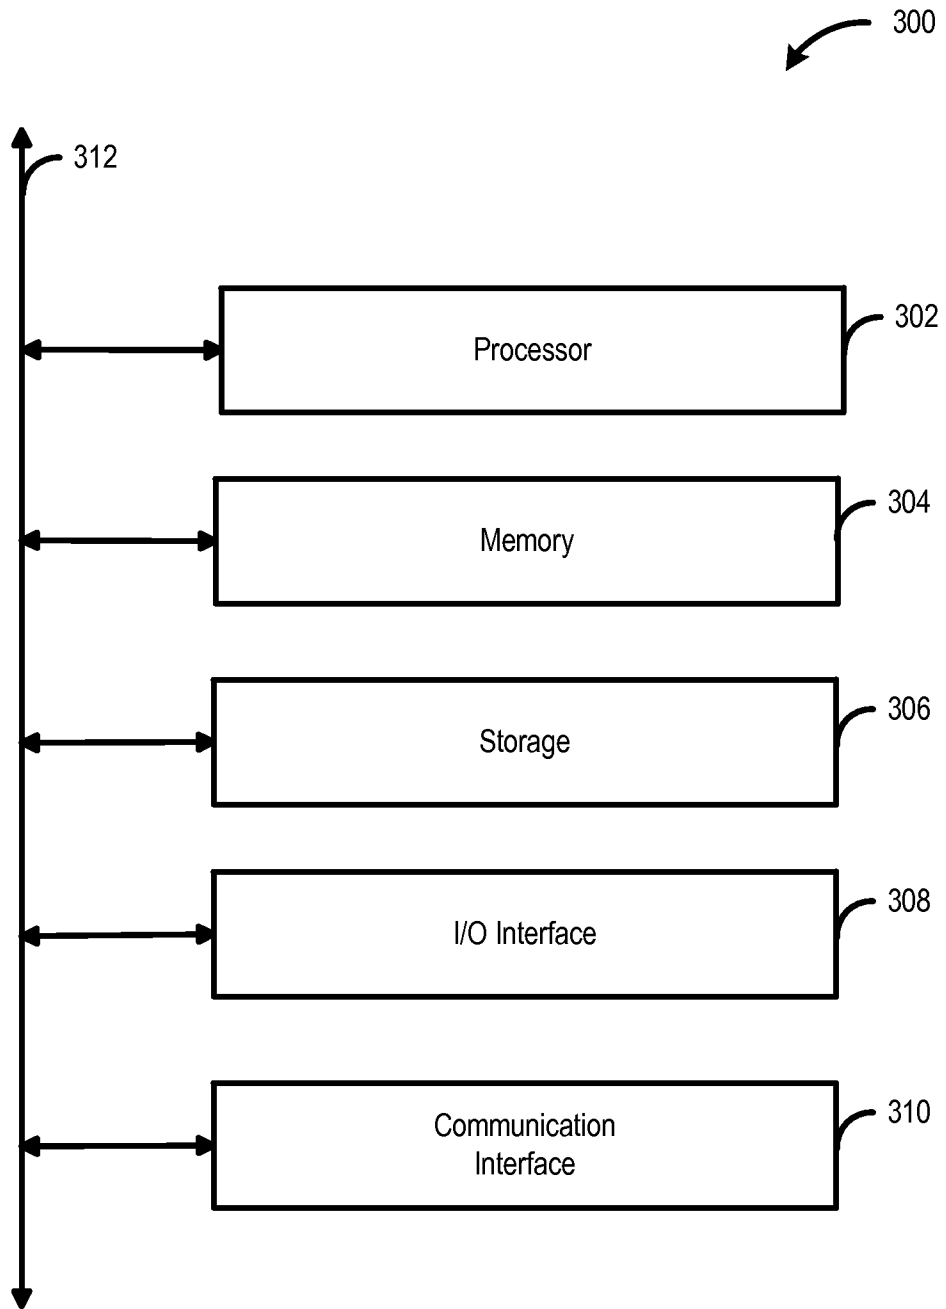 300
312
302
Processor
304
Memory
306
Storage
308
I/O Interface
310
Communication
Interface